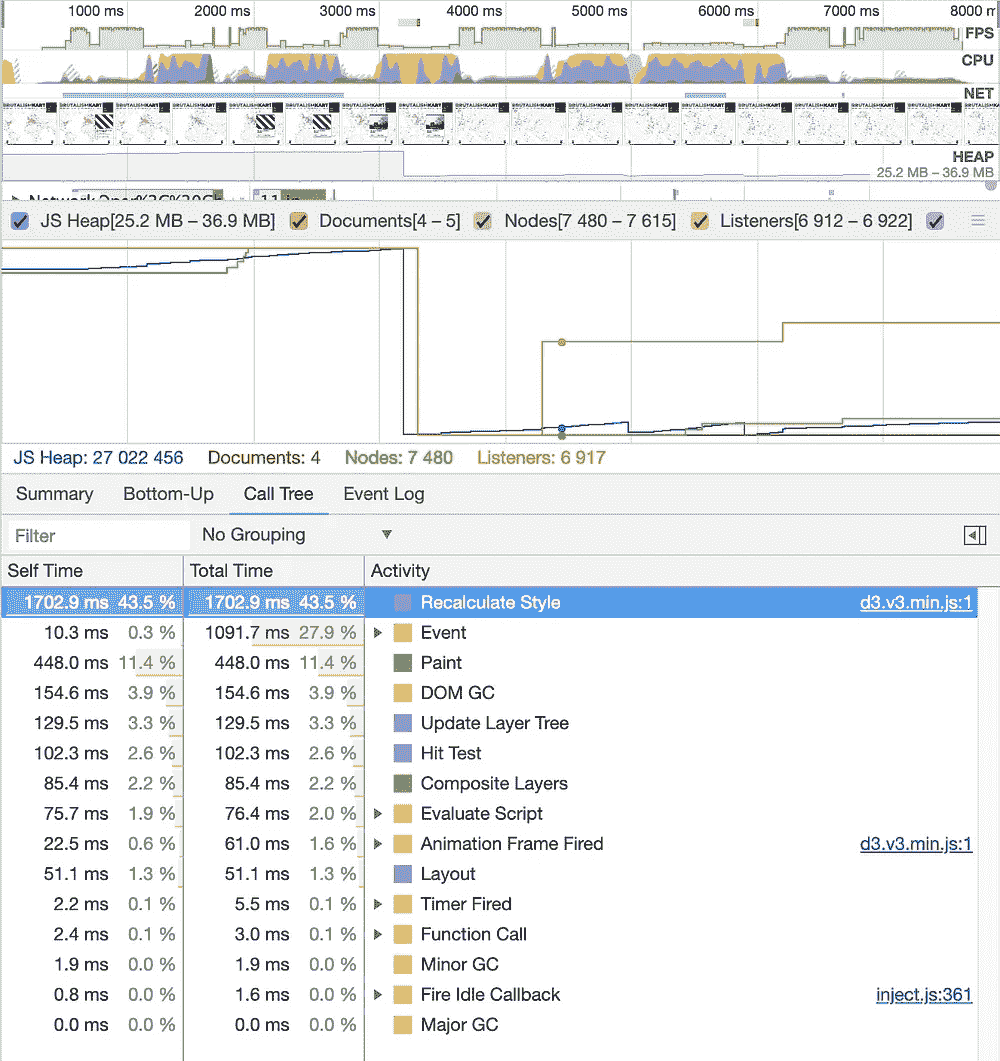 1000 ms 2000 ms 3000 ms 4000 ms 5000 ms 6000 ms 7000 ms 8000 m
FPS
CPU
NET
HEAP
25.2 MB – 36.9 MB
JS Heap[25.2 MB – 36.9 MB] Documents[4 – 5] Nodes[7 480 – 7 615] Listeners[6 912 – 6 922]
JS Heap: 27 022 456 Documents: 4 Nodes: 7 480 Listeners: 6 917
Summary Bottom-Up Call Tree Event Log
Filter No Grouping
Self Time Total Time Activity
1702.9 ms 43.5 % 1702.9 ms 43.5 % Recalculate Style d3.v3.min.js:1
10.3 ms 0.3 % 1091.7 ms 27.9 % Event
448.0 ms 11.4 % 448.0 ms 11.4 % Paint
154.6 ms 3.9 % 154.6 ms 3.9 % DOM GC
129.5 ms 3.3 % 129.5 ms 3.3 % Update Layer Tree
102.3 ms 2.6 % 102.3 ms 2.6 % Hit Test
85.4 ms 2.2 % 85.4 ms 2.2 % Composite Layers
75.7 ms 1.9 % 76.4 ms 2.0 % Evaluate Script
22.5 ms 0.6 % 61.0 ms 1.6 % Animation Frame Fired d3.v3.min.js:1
51.1 ms 1.3 % 51.1 ms 1.3 % Layout
2.2 ms 0.1 % 5.5 ms 0.1 % Timer Fired
2.4 ms 0.1 % 3.0 ms 0.1 % Function Call
1.9 ms 0.0 % 1.9 ms 0.0 % Minor GC
0.8 ms 0.0 % 1.6 ms 0.0 % Fire Idle Callback inject.js:361
0.0 ms 0.0 % 0.0 ms 0.0 % Major GC